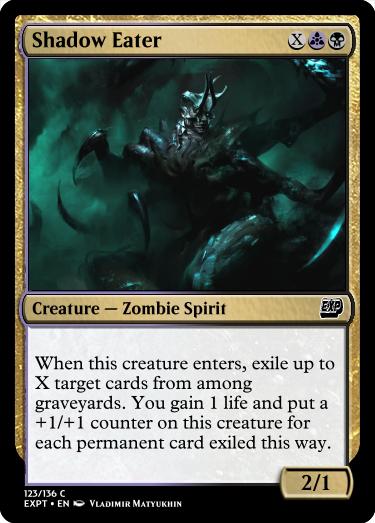 Shadow Eater X
Creature — Zombie Spirit EXP
When this creature enters, exile up to
X target cards from among
graveyards. You gain 1 life and put a
+1/+1 counter on this creature for
each permanent card exiled this way.
2/1
123/136 C
EXPT • EN Vladimir Matyukhin